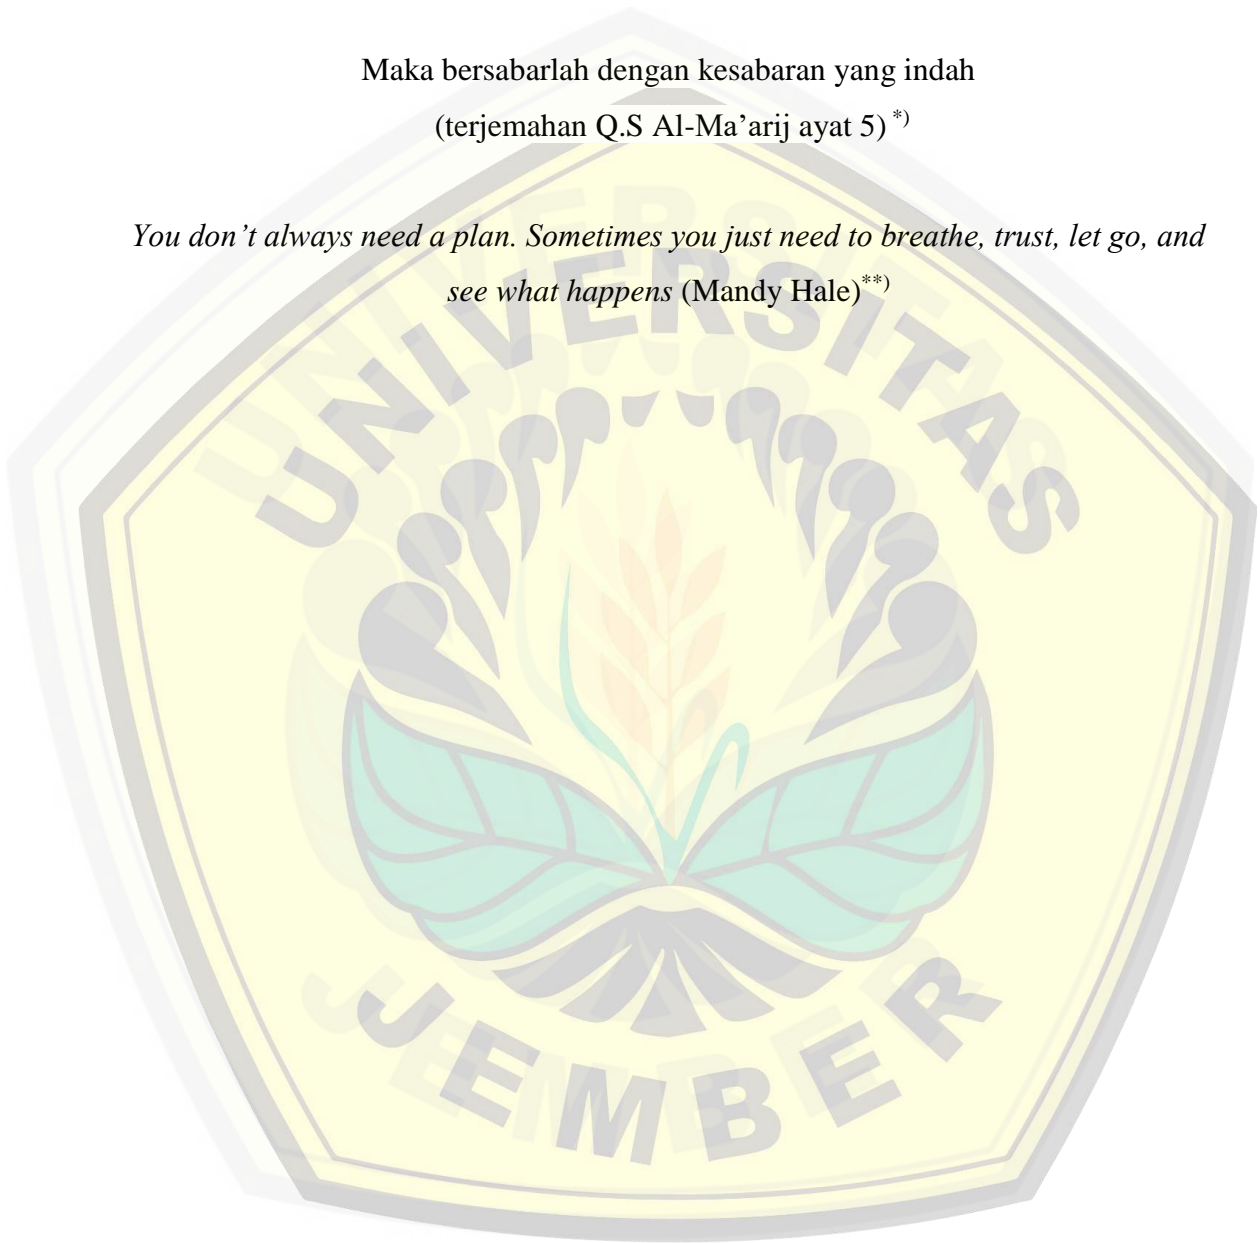 Maka bersabarlah dengan kesabaran yang indah
(terjemahan Q.S Al-Ma’arij ayat 5) *)
You don’t always need a plan. Sometimes you just need to breathe, trust, let go, and
see what happens (Mandy Hale)**)
UNIVERSITAS
JEMBER